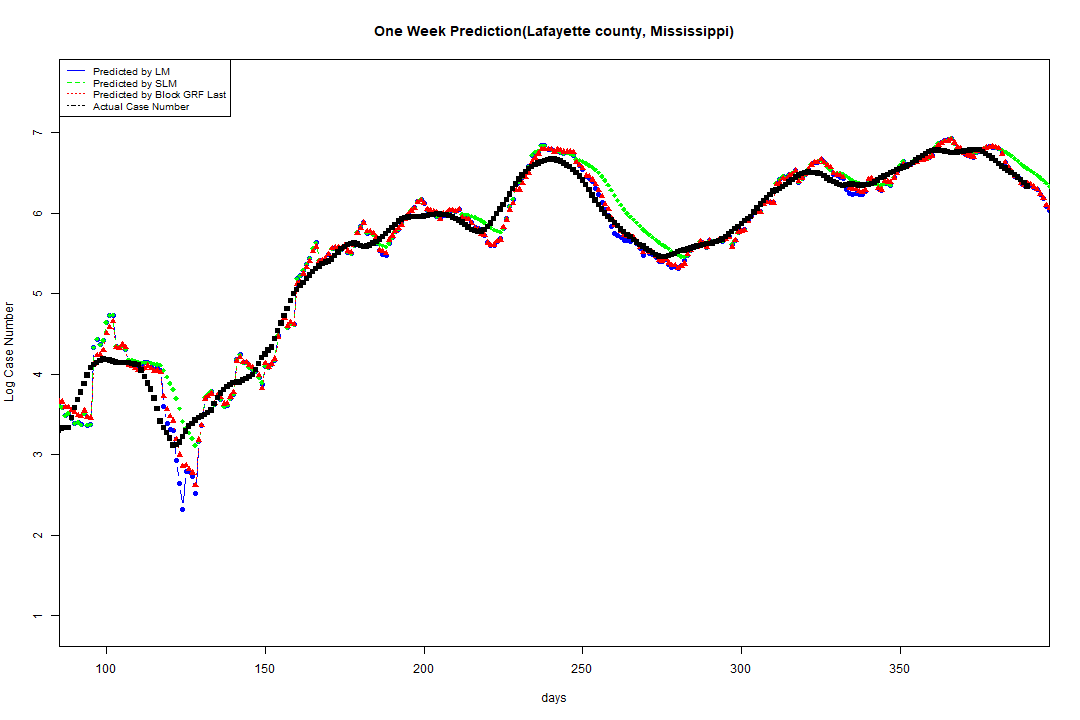 One Week Prediction(Lafayette county, Mississippi)
Predicted by LM
Predicted by SLM
Predicted by Block GRF Last
Actual Case Number
7
6
5
4
3
2
1
Log Case Number
100 150 200 250 300 350
days